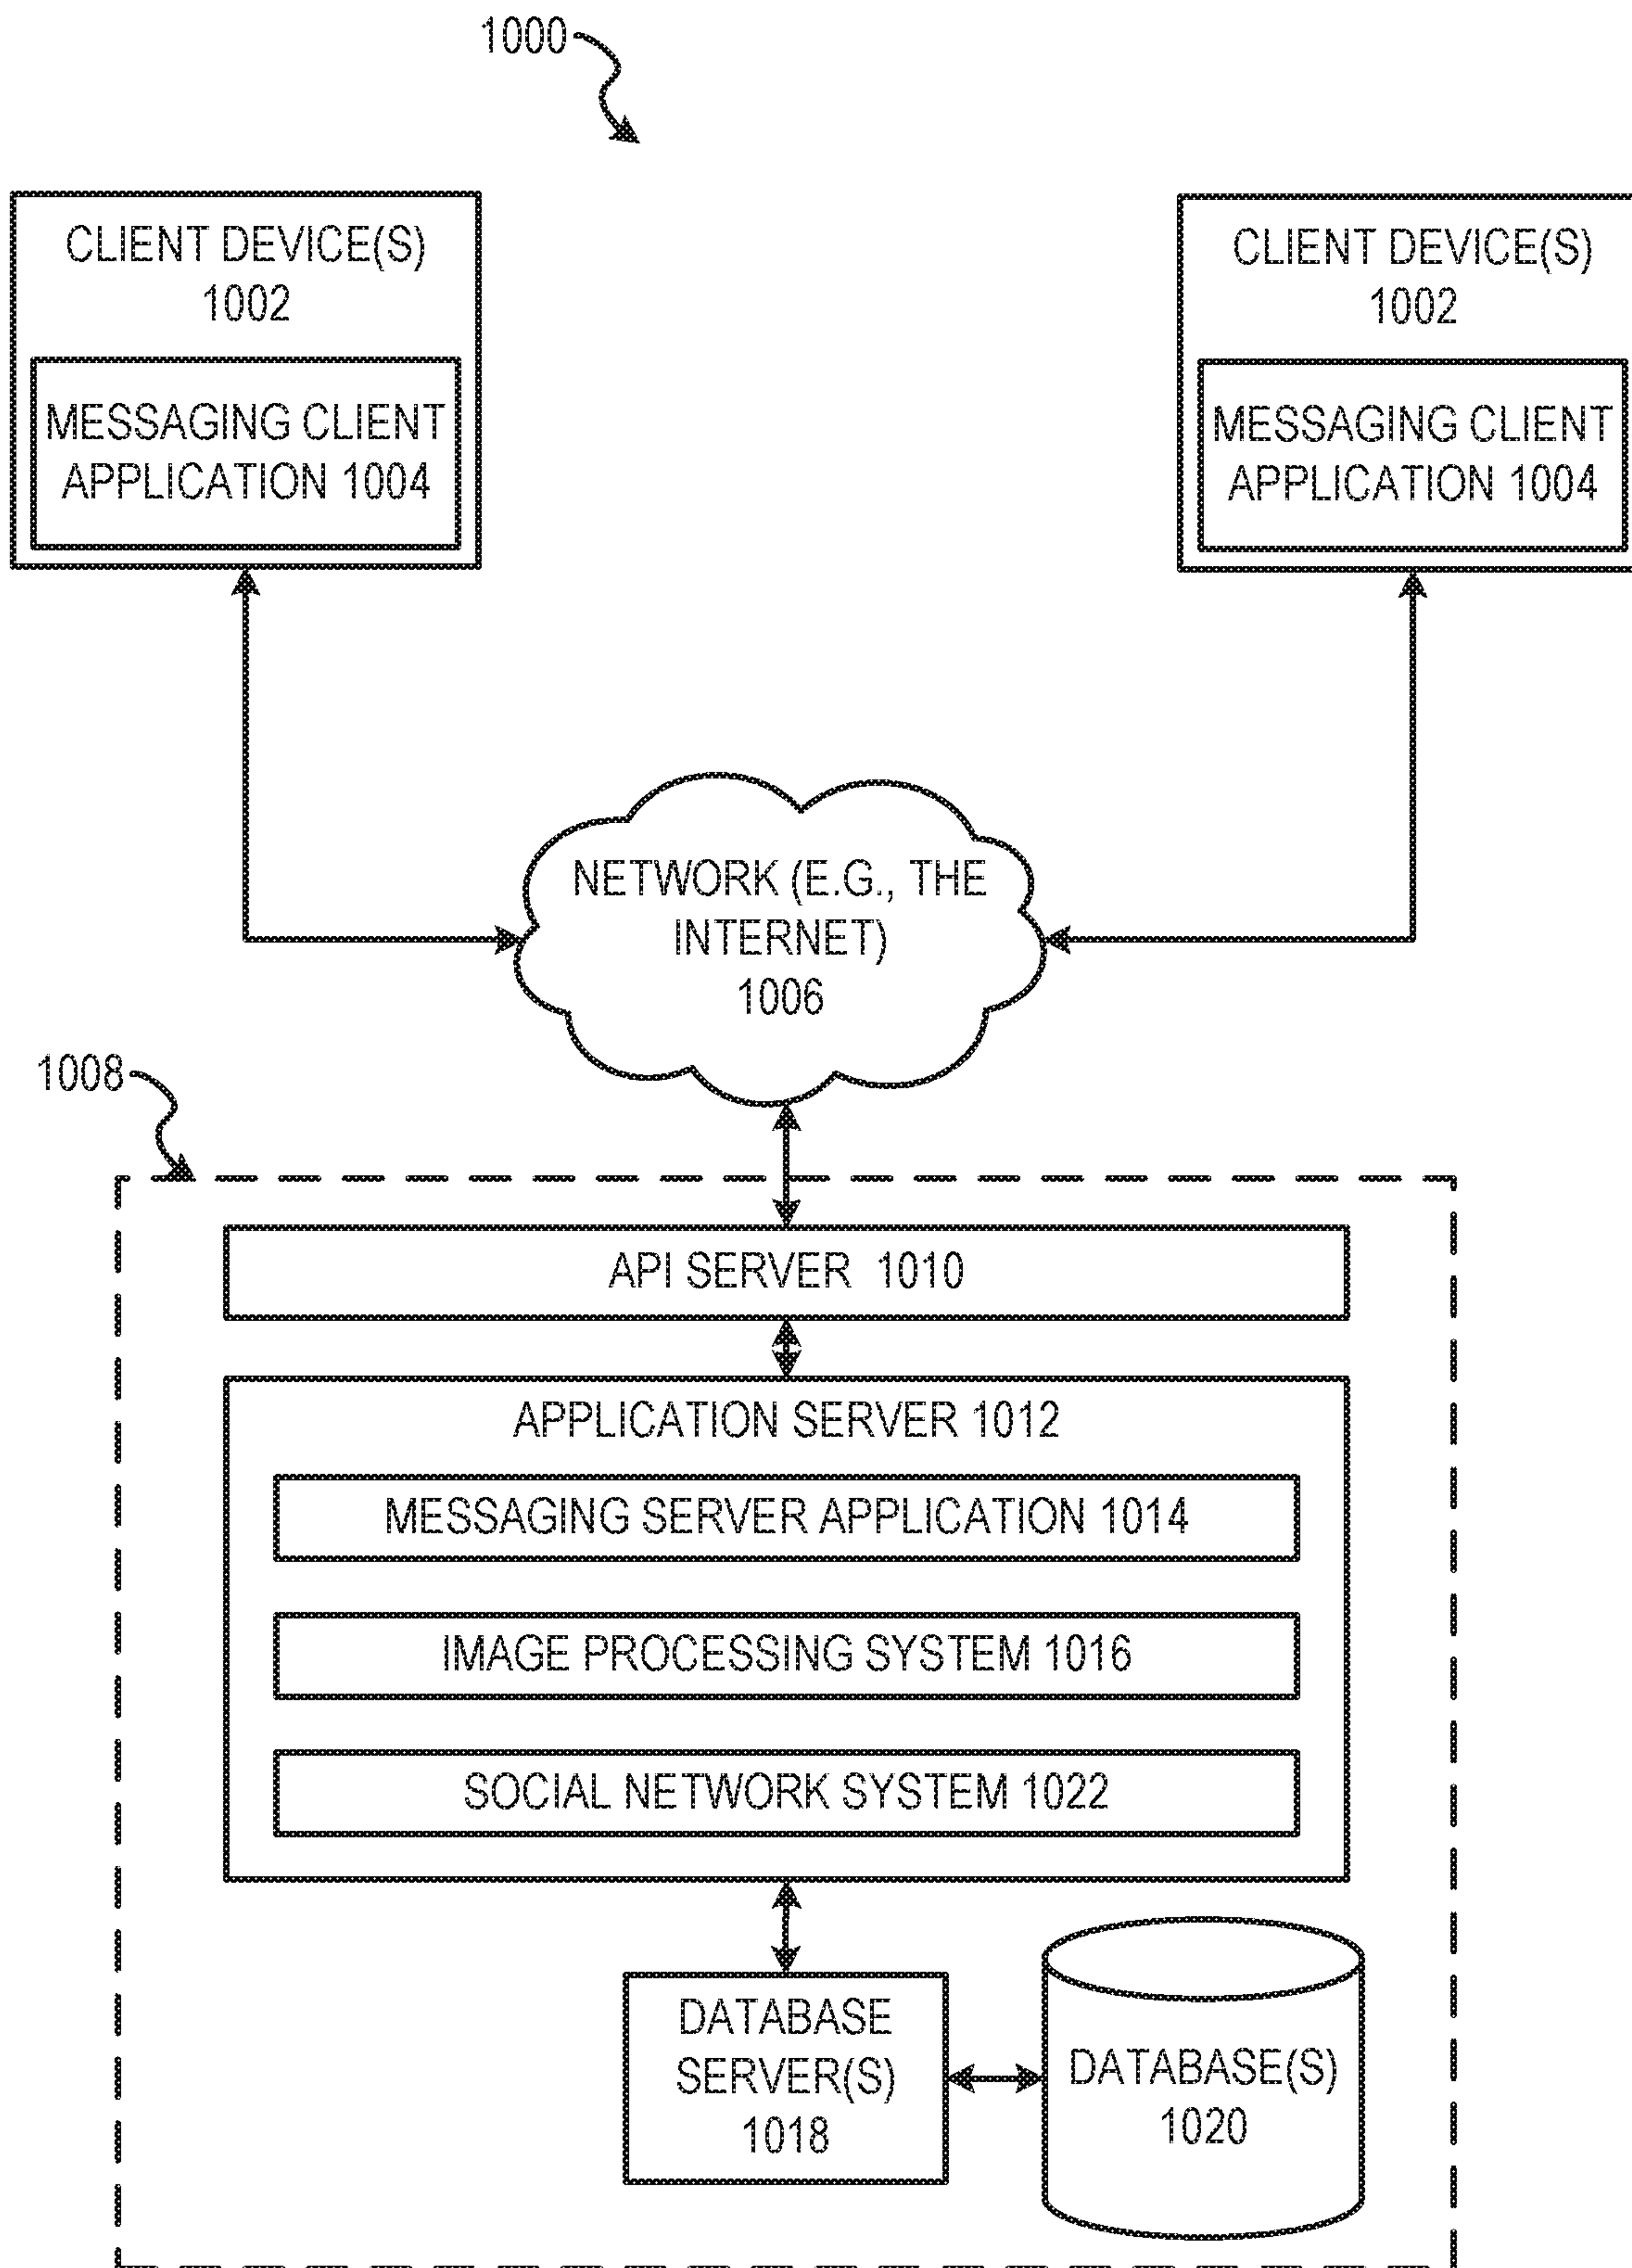 1000
CLIENT DEVICE(S)
1002
MESSAGING CLIENT
APPLICATION 1004
CLIENT DEVICE(S)
1002
MESSAGING CLIENT
APPLICATION 1004
NETWORK (E.G., THE
INTERNET)
1006
1008
API SERVER 1010
APPLICATION SERVER 1012
MESSAGING SERVER APPLICATION 1014
IMAGE PROCESSING SYSTEM 1016
SOCIAL NETWORK SYSTEM 1022
DATABASE
SERVER(S)
1018
DATABASE(S)
1020